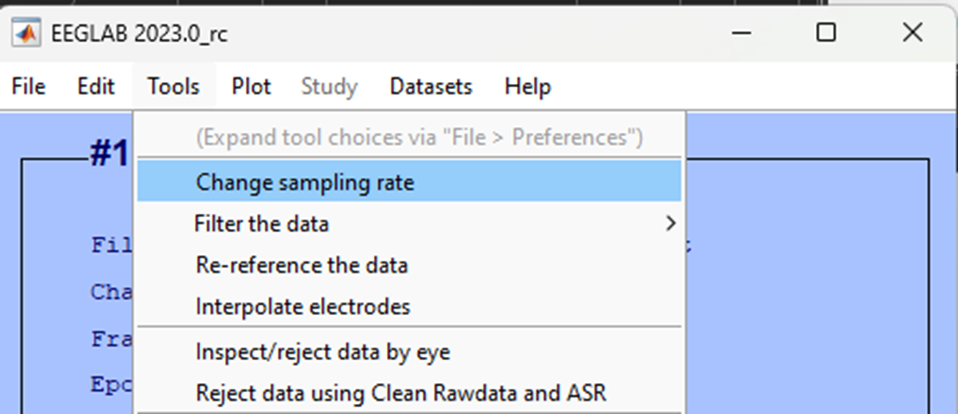 EEGLAB 2023.0_rc
File Edit Tools Plot Study Datasets Help
(Expand tool choices via "File > Preferences")
#1
Change sampling rate
Filter the data
Fil
Re-reference the data
Cha
Interpolate electrodes
Fra
Inspect/reject data by eye
Epo
Reject data using Clean Rawdata and ASR